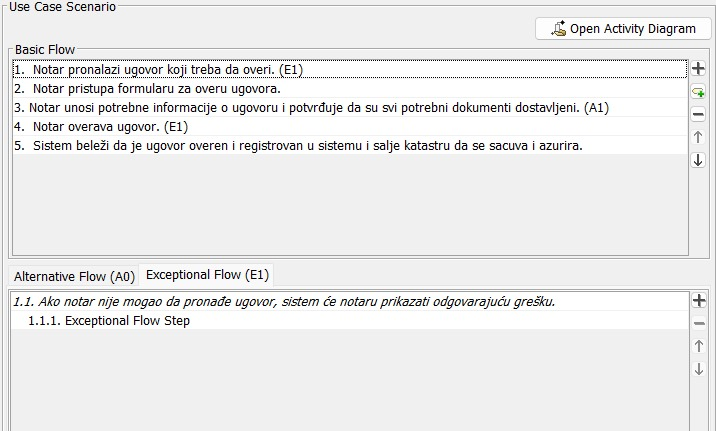 Use Case Scenario
Open Activity Diagram
Basic Flow
1. Notar pronalazi ugovor koji treba da overi. (E1)
2. Notar pristupa formularu za overu ugovora.
3. Notar unosi potrebne informacije o ugovoru i potvrđuje da su svi potrebni dokumenti dostavljeni. (A1)
4. Notar overava ugovor. (E1)
5. Sistem beleži da je ugovor overen i registrovan u sistemu i salje katastru da se sacuva i azurira.
Alternative Flow (A0) Exceptional Flow (E1)
1.1. Ako notar nije mogao da pronađe ugovor, sistem će notaru prikazati odgovarajuću grešku.
1.1.1. Exceptional Flow Step